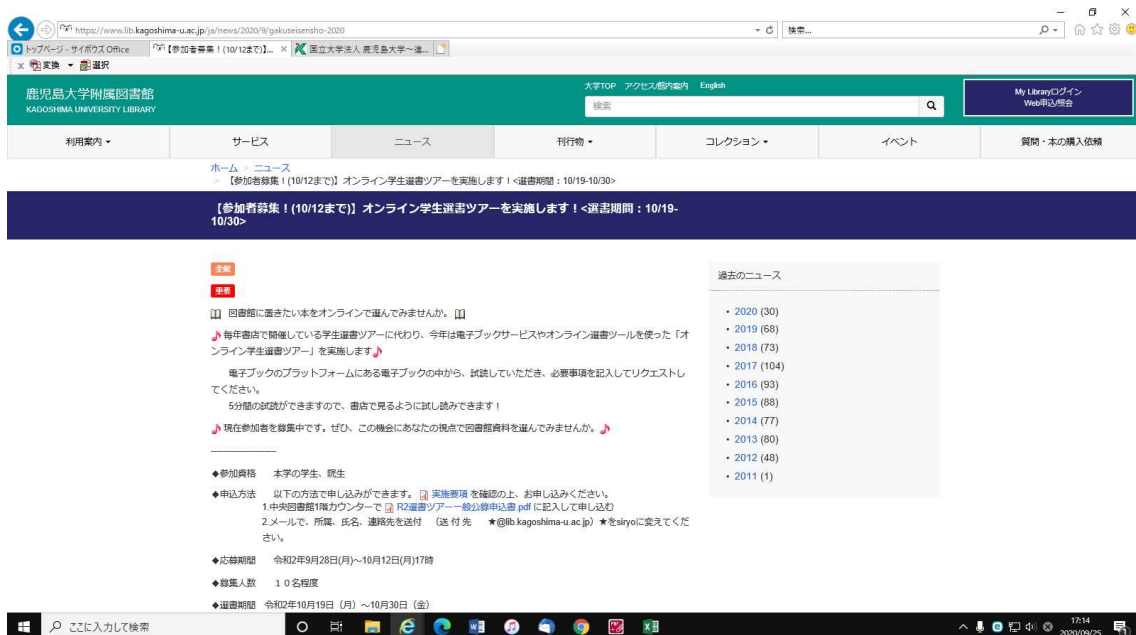 https://www.lib.kagoshima-u.ac.jp/ja/news/2020/9/gakuseisensho-2020
検索...
トップページ - サイボウズ Office
【参加者募集！(10/12まで)】...
国立大学法人 鹿児島大学～進...
x 変換 選択
鹿児島大学附属図書館
KAGOSHIMA UNIVERSITY LIBRARY
大学TOP アクセス/館内案内 English
検索
My Libraryログイン
Web申込/照会
利用案内 サービス ニュース 刊行物 コレクション イベント 質問・本の購入依頼
ホーム > ニュース
> 【参加者募集！(10/12まで)】オンライン学生選書ツアーを実施します！<選書期間：10/19-10/30>
【参加者募集！(10/12まで)】オンライン学生選書ツアーを実施します！<選書期間：10/19-
10/30>
全館
重要
図書館に置きたい本をオンラインで選んでみませんか。
♪毎年書店で開催している学生選書ツアーに代わり、今年は電子ブックサービスやオンライン選書ツールを使った「オ
ンライン学生選書ツアー」を実施します♪
電子ブックのプラットフォームにある電子ブックの中から、試読していただき、必要事項を記入してリクエストし
てください。
5分間の試読ができますので、書店で見るように試し読みできます！
♪現在参加者を募集中です。ぜひ、この機会にあなたの視点で図書館資料を選んでみませんか。♪
----------------------
◆参加資格 本学の学生、院生
◆申込方法 以下の方法で申し込みができます。 実施要項 を確認の上、お申し込みください。
1.中央図書館1階カウンターで R2選書ツアー一般公募申込書.pdf に記入して申し込む
2.メールで、所属、氏名、連絡先を送付 （送 付 先 ★@lib.kagoshima-u.ac.jp）★をsiryoに変えてくだ
さい。
◆応募期間 令和2年9月28日(月)～10月12日(月)17時
◆募集人数 １０名程度
◆選書期間 令和2年10月19日（月）～10月30日（金）
過去のニュース
• 2020 (30)
• 2019 (68)
• 2018 (73)
• 2017 (104)
• 2016 (93)
• 2015 (88)
• 2014 (77)
• 2013 (80)
• 2012 (48)
• 2011 (1)
ここに入力して検索
17:14
2020/09/25